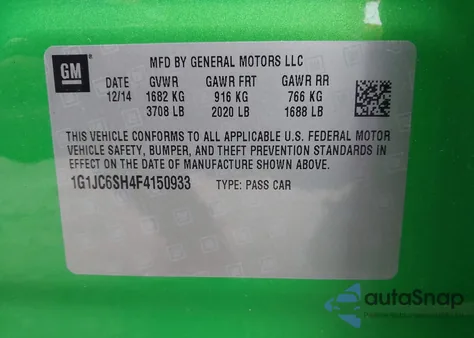 GM
MFD BY GENERAL MOTORS LLC
DATE GVWR GAWR FRT GAWR RR
12/14 1682 KG 916 KG 766 KG
3708 LB 2020 LB 1688 LB
THIS VEHICLE CONFORMS TO ALL APPLICABLE U.S. FEDERAL MOTOR
VEHICLE SAFETY, BUMPER, AND THEFT PREVENTION STANDARDS IN
EFFECT ON THE DATE OF MANUFACTURE SHOWN ABOVE.
1G1JC6SH4F4150933 TYPE: PASS CAR
autoSnap